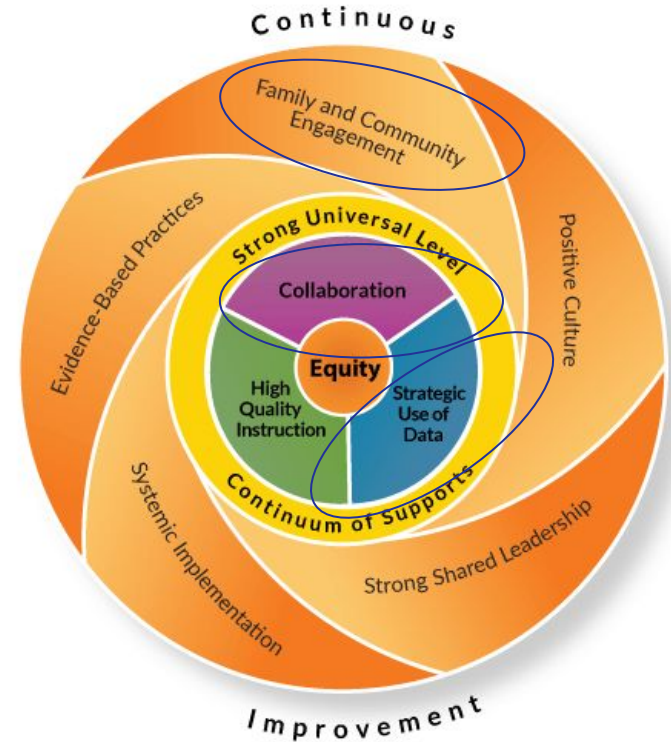 Continuous
Family and Community
Engagement
Positive Culture
Evidence-Based Practices
Strong Universal Level
Collaboration
Equity
High
Quality
Instruction
Strategic
Use of
Data
Continuum of Supports
Systemic Implementation
Strong Shared Leadership
Improvement